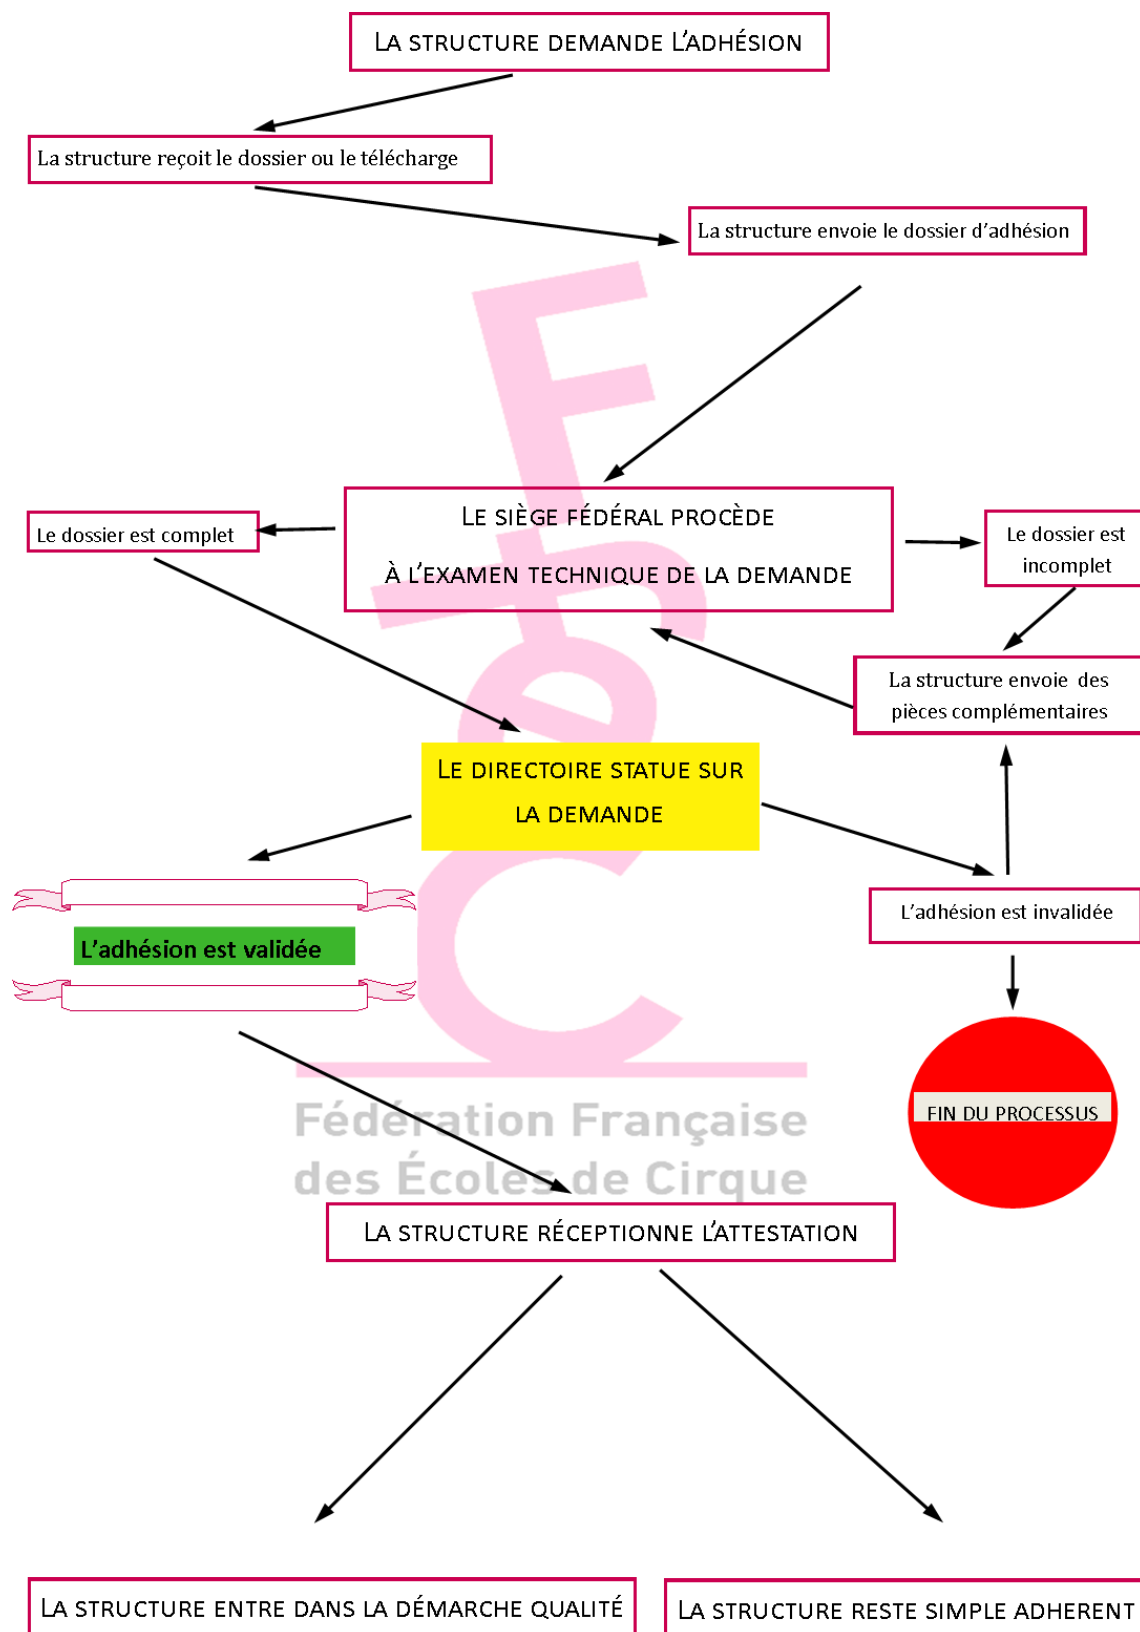 LA STRUCTURE DEMANDE L'ADHÉSION
La structure reçoit le dossier ou le télécharge
La structure envoie le dossier d'adhésion
LE SIÈGE FÉDÉRAL PROCÈDE
À L'EXAMEN TECHNIQUE DE LA DEMANDE
Le dossier est complet
Le dossier est
incomplet
La structure envoie des
pièces complémentaires
LE DIRECTOIRE STATUE SUR
LA DEMANDE
L'adhésion est validée
L'adhésion est invalidée
FIN DU PROCESSUS
FFEC
Fédération Française
des Écoles de Cirque
LA STRUCTURE RÉCEPTIONNE L'ATTESTATION
LA STRUCTURE ENTRE DANS LA DÉMARCHE QUALITÉ
LA STRUCTURE RESTE SIMPLE ADHERENT